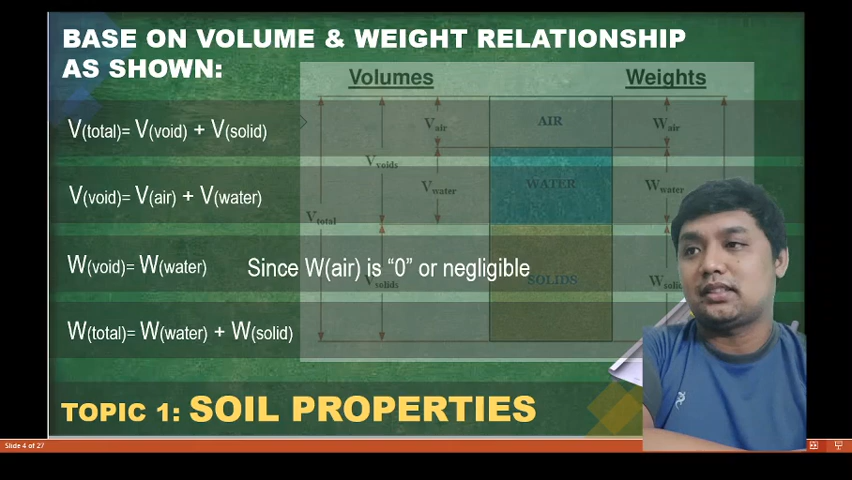 BASE ON VOLUME & WEIGHT RELATIONSHIP
AS SHOWN:
Volumes
Weights
V(total)= V(void) + V(solid)
V(void)= V(air) + V(water)
W(void)= W(water)
Since W(air) is “0” or negligible
W(total)= W(water) + W(solid)
Vair
AIR
Wair
Vvoids
Vwater
WATER
Wwater
Vtotal
Vsolids
SOLIDS
TOPIC 1: SOIL PROPERTIES
Slide 4 of 27